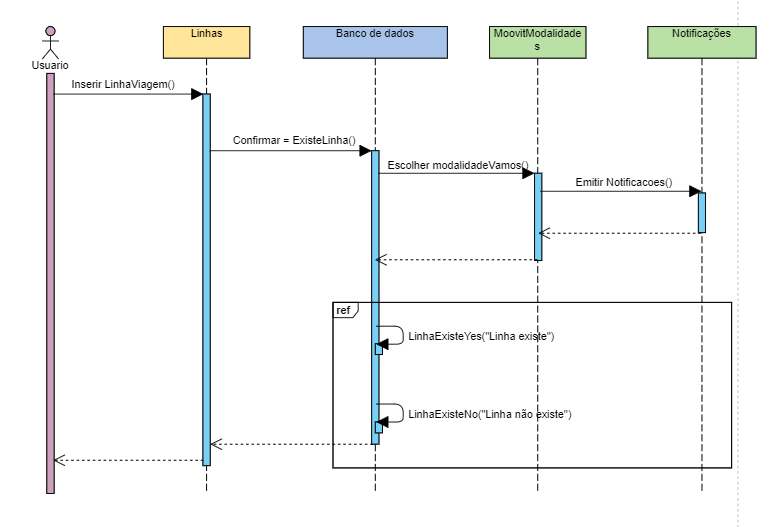 Usuario
Linhas
Banco de dados
MoovitModalidade
s
Notificações
Inserir LinhaViagem()
Confirmar = ExisteLinha()
Escolher modalidadeVamos()
Emitir Notificacoes()
ref
LinhaExisteYes("Linha existe")
LinhaExisteNo("Linha não existe")